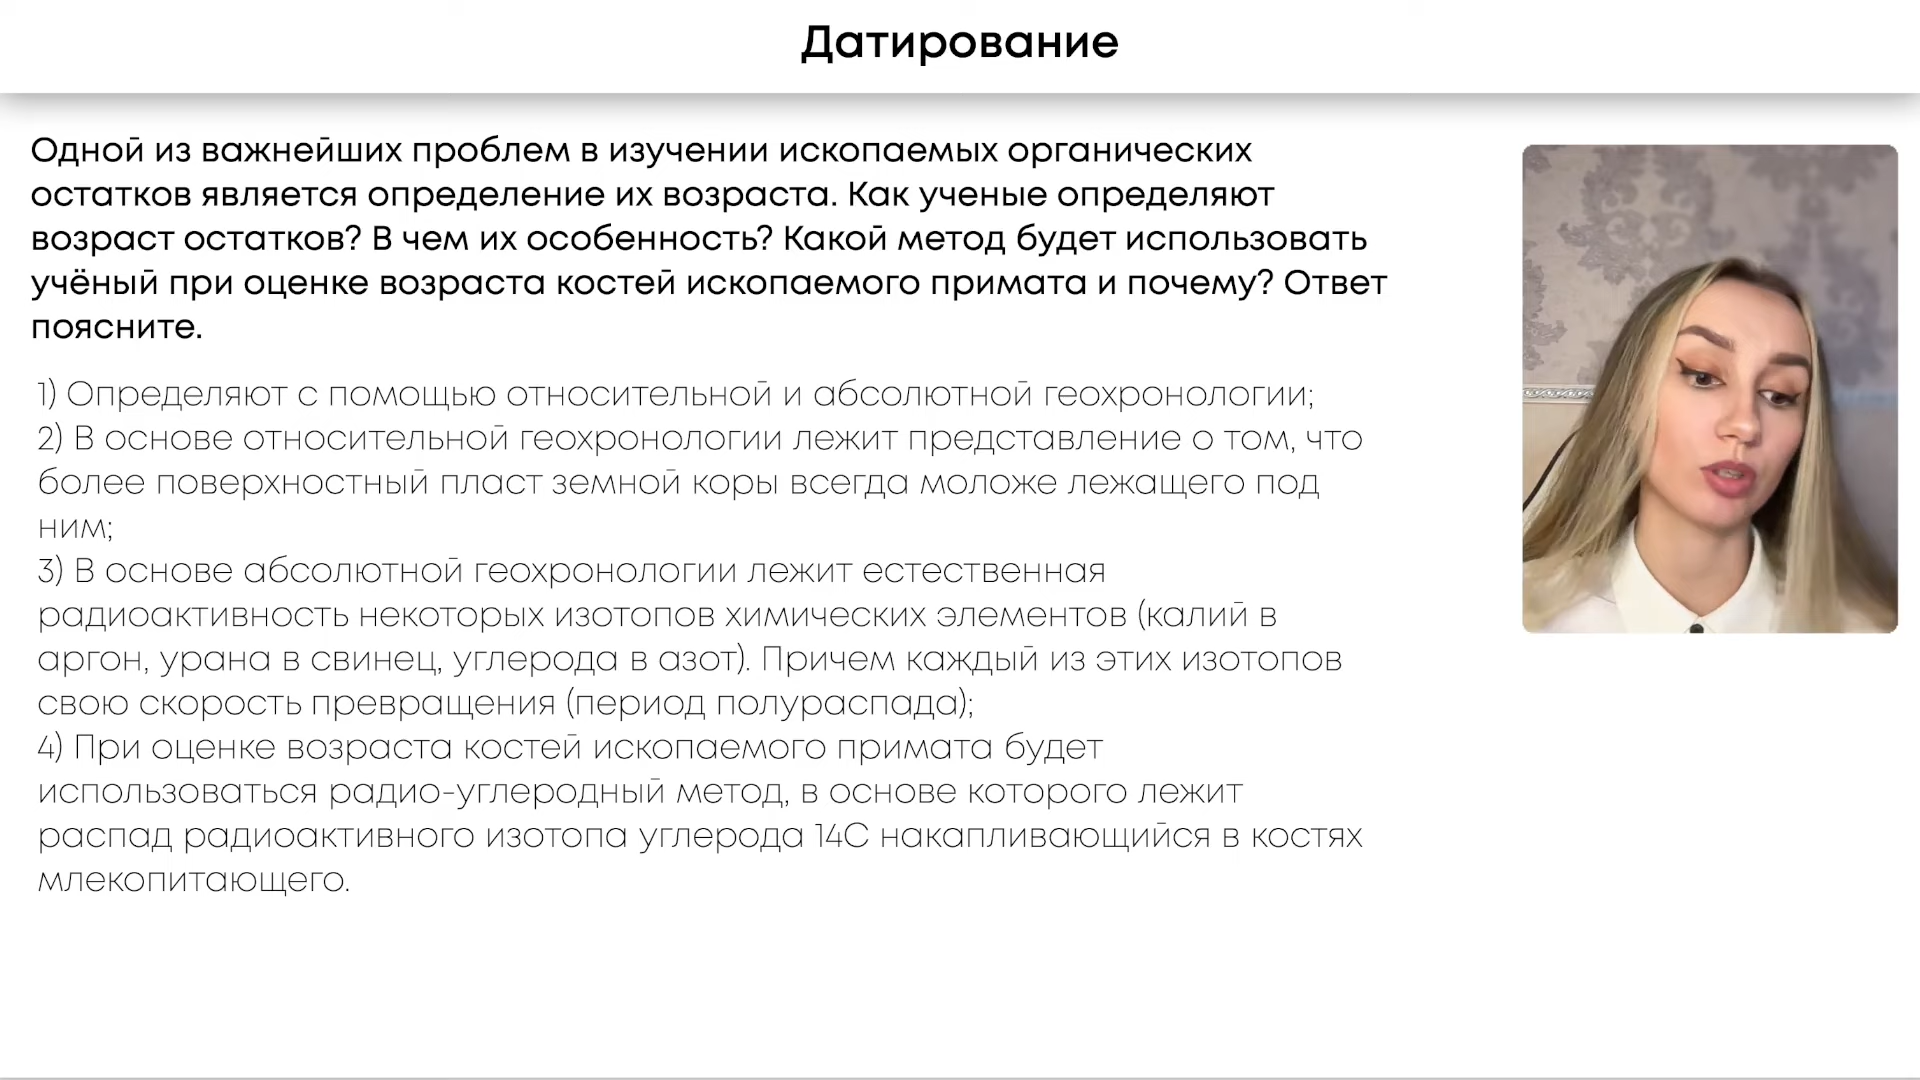 Датирование
Одной из важнейших проблем в изучении ископаемых органических
остатков является определение их возраста. Как ученые определяют
возраст остатков? В чем их особенность? Какой метод будет использовать
учёный при оценке возраста костей ископаемого примата и почему? Ответ
поясните.
1) Определяют с помощью относительной и абсолютной геохронологии;
2) В основе относительной геохронологии лежит представление о том, что
более поверхностный пласт земной коры всегда моложе лежащего под
ним;
3) В основе абсолютной геохронологии лежит естественная
радиоактивность некоторых изотопов химических элементов (калий в
аргон, урана в свинец, углерода в азот). Причем каждый из этих изотопов
свою скорость превращения (период полураспада);
4) При оценке возраста костей ископаемого примата будет
использоваться радио-углеродный метод, в основе которого лежит
распад радиоактивного изотопа углерода 14С накапливающийся в костях
млекопитающего.